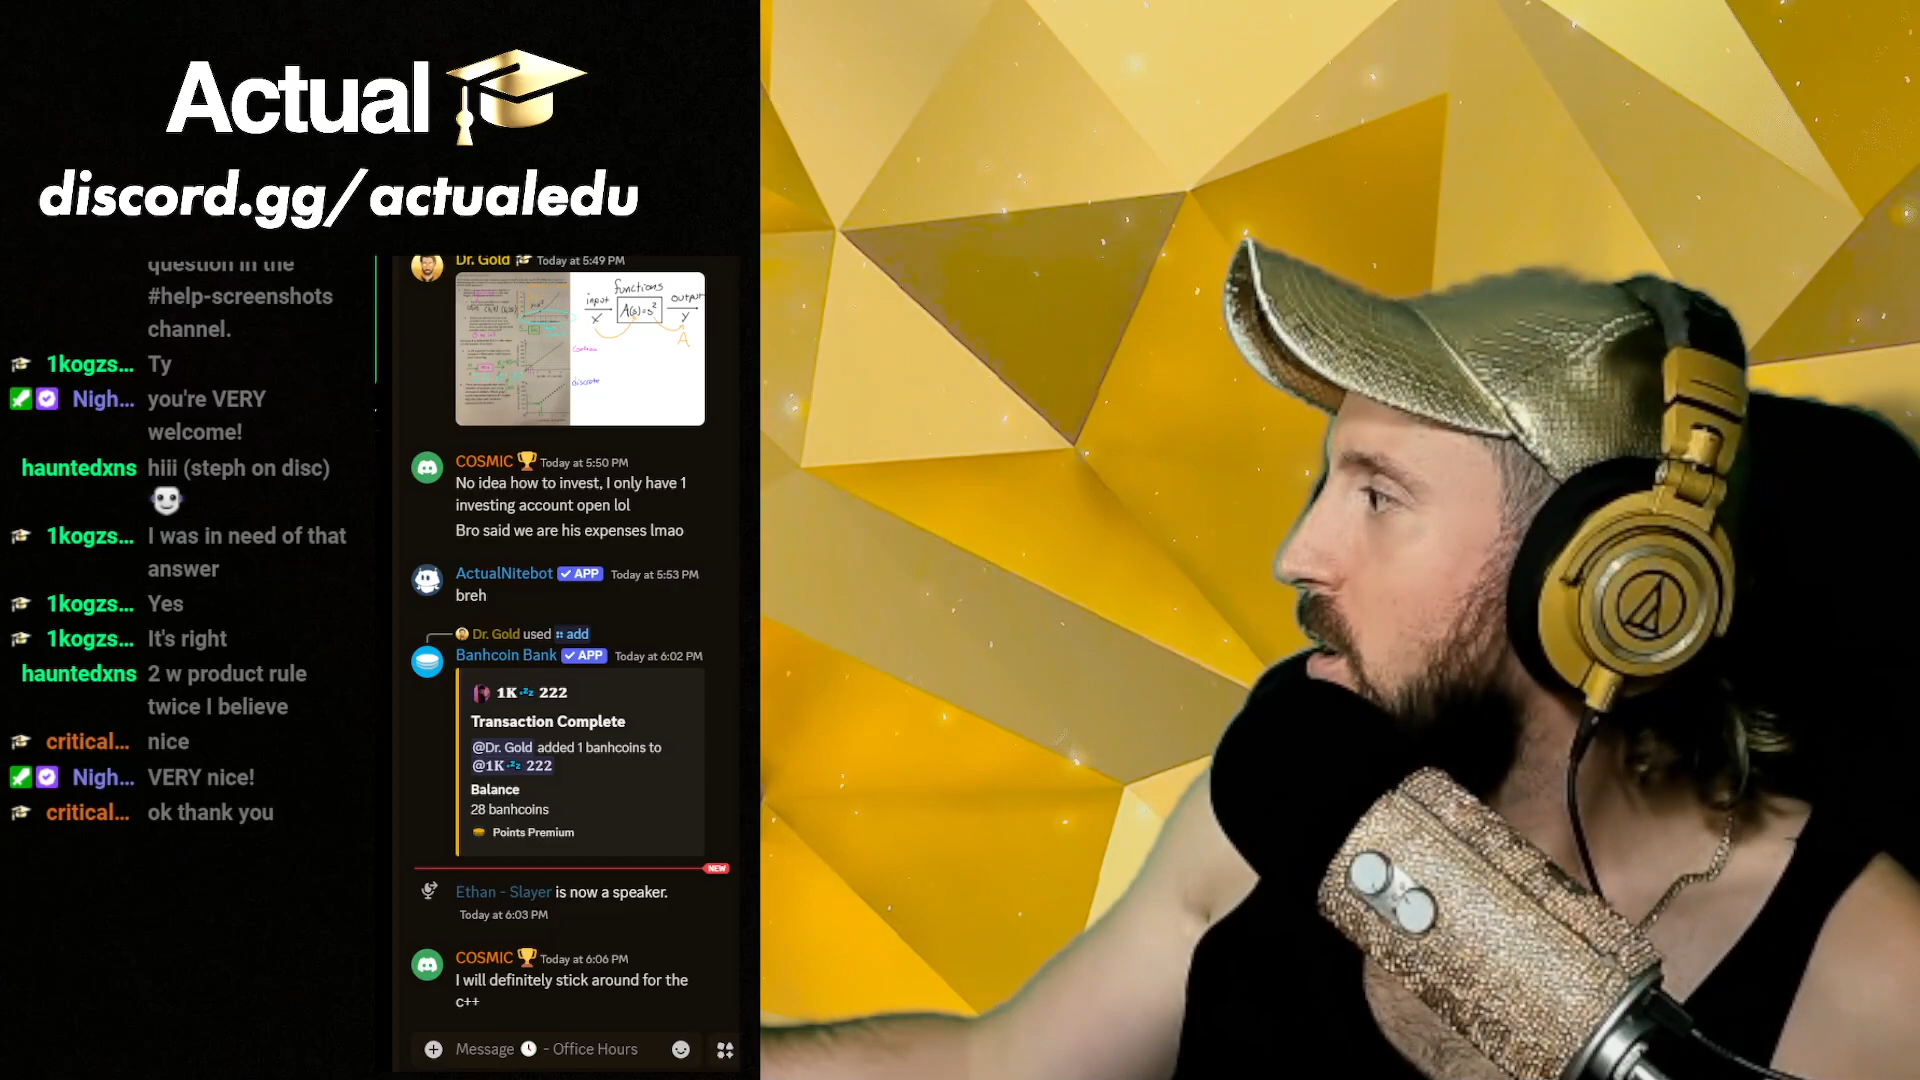 Actual
discord.gg/actualedu
question in the
#help-screenshots
channel.
1kogzs... Ty
Nigh... you're VERY
welcome!
hauntedxns hiii (steph on disc)
1kogzs... I was in need of that
answer
1kogzs... Yes
1kogzs... It's right
hauntedxns 2 w product rule
twice I believe
critical... nice
Nigh... VERY nice!
critical... ok thank you
Dr. Gold Today at 5:49 PM
functions
input
output
A(s)=s²
x
y
A
discrete
COSMIC Today at 5:50 PM
No idea how to invest, I only have 1
investing account open lol
Bro said we are his expenses lmao
ActualNitebot APP Today at 5:53 PM
breh
Dr. Gold used add
Banhcoin Bank APP Today at 6:02 PM
1K 222
Transaction Complete
@Dr. Gold added 1 banhcoins to
@1K 222
Balance
28 banhcoins
Points Premium
NEW
Ethan - Slayer is now a speaker.
Today at 6:03 PM
COSMIC Today at 6:06 PM
I will definitely stick around for the
c++
Message - Office Hours